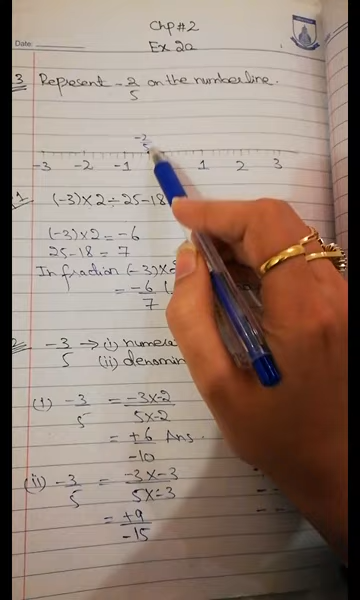 Chp#2
Date:
Ex 2a
3 Represent -2/5 on the numberline.
-2/5
-3 -2 -1 1 2 3
1 (-3)×2÷25-18
(-3)×2 = -6
25-18 = 7
In fraction (-3)×2
= -6/7
2. -3/5 → (i)
(ii)
(i) -3/5 = -3×-2/5×-2
= +6/-10 Ans.
(ii) -3/5 = -3×-3/5×-3
= +9/-15